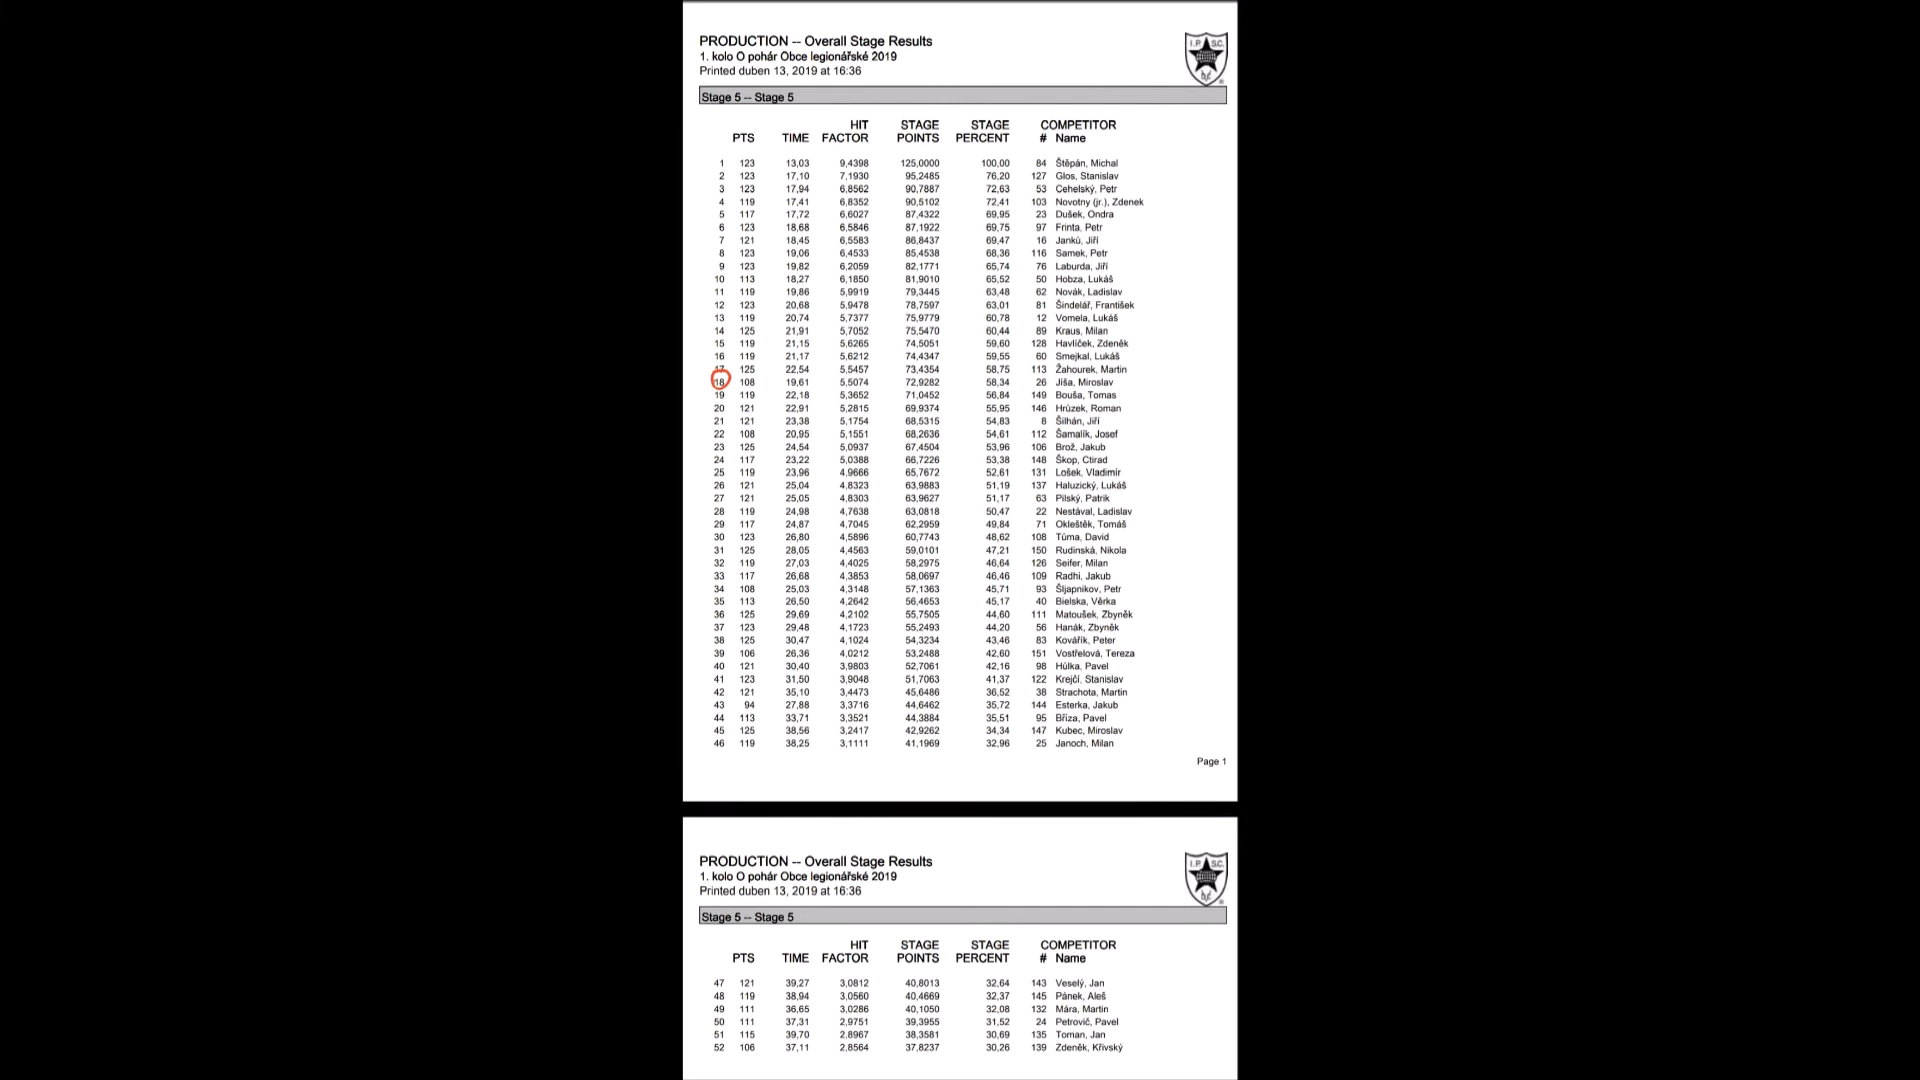 PRODUCTION -- Overall Stage Results
1. kolo O pohár Obce legionářské 2019
Printed duben 13, 2019 at 16:36
I.P.S.C.
Stage 5 -- Stage 5
HIT STAGE STAGE COMPETITOR
PTS TIME FACTOR POINTS PERCENT # Name
1 123 13,03 9,4398 125,0000 100,00 84 Štěpán, Michal
2 123 17,10 7,1930 95,2485 76,20 127 Glos, Stanislav
3 123 17,94 6,8562 90,7887 72,63 53 Cehelský, Petr
4 119 17,41 6,8352 90,5102 72,41 103 Novotny (jr.), Zdenek
5 117 17,72 6,6027 87,4322 69,95 23 Dušek, Ondra
6 123 18,68 6,5846 87,1922 69,75 97 Frinta, Petr
7 121 18,45 6,5583 86,8437 69,47 16 Janků, Jiří
8 123 19,06 6,4533 85,4538 68,36 116 Samek, Petr
9 123 19,82 6,2059 82,1771 65,74 76 Laburda, Jiří
10 113 18,27 6,1850 81,9010 65,52 50 Hobza, Lukáš
11 119 19,86 5,9919 79,3445 63,48 62 Novák, Ladislav
12 123 20,68 5,9478 78,7597 63,01 81 Šindelář, František
13 119 20,74 5,7377 75,9779 60,78 12 Vomela, Lukáš
14 125 21,91 5,7052 75,5470 60,44 89 Kraus, Milan
15 119 21,15 5,6265 74,5051 59,60 128 Havlíček, Zdeněk
16 119 21,17 5,6212 74,4347 59,55 60 Smejkal, Lukáš
17 125 22,54 5,5457 73,4354 58,75 113 Žahourek, Martin
18 108 19,61 5,5074 72,9282 58,34 26 Jíša, Miroslav
19 119 22,18 5,3652 71,0452 56,84 149 Bouša, Tomas
20 121 22,91 5,2815 69,9374 55,95 146 Hrůzek, Roman
21 121 23,38 5,1754 68,5315 54,83 8 Šilhán, Jiří
22 108 20,95 5,1551 68,2636 54,61 112 Šamalík, Josef
23 125 24,54 5,0937 67,4504 53,96 106 Brož, Jakub
24 117 23,22 5,0388 66,7226 53,38 148 Škop, Ctirad
25 119 23,96 4,9666 65,7672 52,61 131 Lošek, Vladimír
26 121 25,04 4,8323 63,9883 51,19 137 Haluzický, Lukáš
27 121 25,05 4,8303 63,9627 51,17 63 Pilský, Patrik
28 119 24,98 4,7638 63,0818 50,47 22 Nestával, Ladislav
29 117 24,87 4,7045 62,2959 49,84 71 Okleštěk, Tomáš
30 123 26,80 4,5896 60,7743 48,62 108 Tůma, David
31 125 28,05 4,4563 59,0101 47,21 150 Rudinská, Nikola
32 119 27,03 4,4025 58,2975 46,64 126 Seifer, Milan
33 117 26,68 4,3853 58,0697 46,46 109 Radhi, Jakub
34 108 25,03 4,3148 57,1363 45,71 93 Šljapnikov, Petr
35 113 26,50 4,2642 56,4653 45,17 40 Bielska, Věrka
36 125 29,69 4,2102 55,7505 44,60 111 Matoušek, Zbyněk
37 123 29,48 4,1723 55,2493 44,20 56 Hanák, Zbyněk
38 125 30,47 4,1024 54,3234 43,46 83 Kovářík, Peter
39 106 26,36 4,0212 53,2488 42,60 151 Vostřelová, Tereza
40 121 30,40 3,9803 52,7061 42,16 98 Hůlka, Pavel
41 123 31,50 3,9048 51,7063 41,37 122 Krejčí, Stanislav
42 121 35,10 3,4473 45,6486 36,52 38 Strachota, Martin
43 94 27,88 3,3716 44,6462 35,72 144 Esterka, Jakub
44 113 33,71 3,3521 44,3884 35,51 95 Bříza, Pavel
45 125 38,56 3,2417 42,9262 34,34 147 Kubec, Miroslav
46 119 38,25 3,1111 41,1969 32,96 25 Janoch, Milan
Page 1
PRODUCTION -- Overall Stage Results
1. kolo O pohár Obce legionářské 2019
Printed duben 13, 2019 at 16:36
I.P.S.C.
Stage 5 -- Stage 5
HIT STAGE STAGE COMPETITOR
PTS TIME FACTOR POINTS PERCENT # Name
47 121 39,27 3,0812 40,8013 32,64 143 Veselý, Jan
48 119 38,94 3,0560 40,4669 32,37 145 Pánek, Aleš
49 111 36,65 3,0286 40,1050 32,08 132 Mára, Martin
50 111 37,31 2,9751 39,3955 31,52 24 Petrovič, Pavel
51 115 39,70 2,8967 38,3581 30,69 135 Toman, Jan
52 106 37,11 2,8564 37,8237 30,26 139 Zdeněk, Křivský